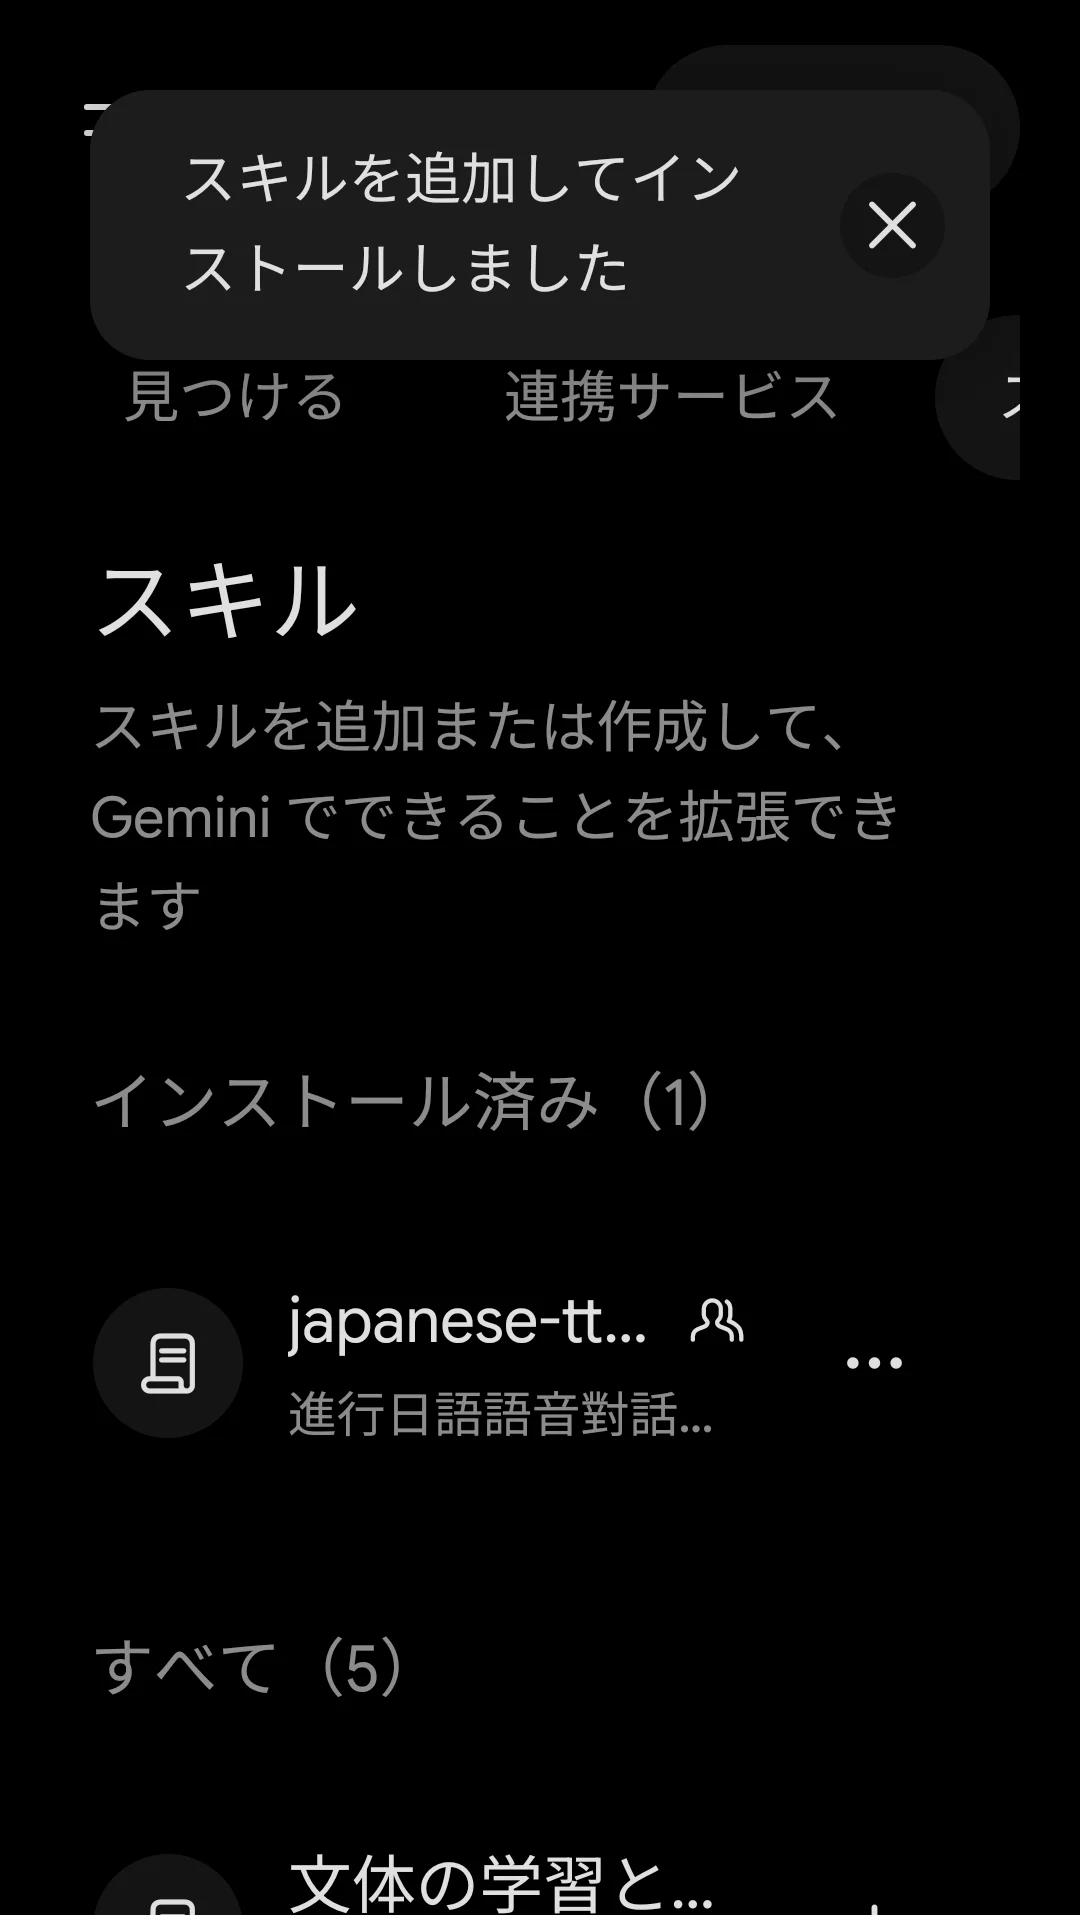 スキルを追加してイン
ストールしました
見つける
連携サービス
スキル
スキルを追加または作成して、
Gemini でできることを拡張でき
ます
インストール済み（1）
japanese-tt...
進行日語語音對話...
すべて（5）
文体の学習と...